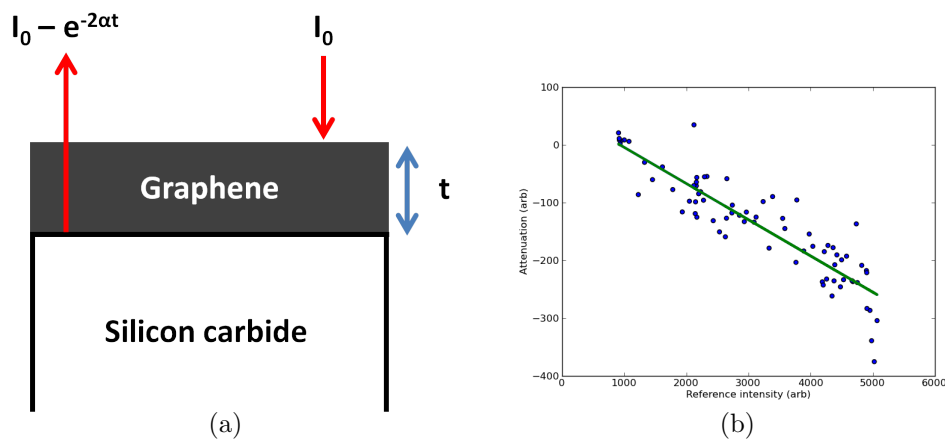 I₀ – e⁻²ᵅᵗ
I₀
Graphene
t
Silicon carbide
(a)
100
0
−100
−200
−300
−400
Attenuation (arb)
0 1000 2000 3000 4000 5000 6000
Reference intensity (arb)
(b)